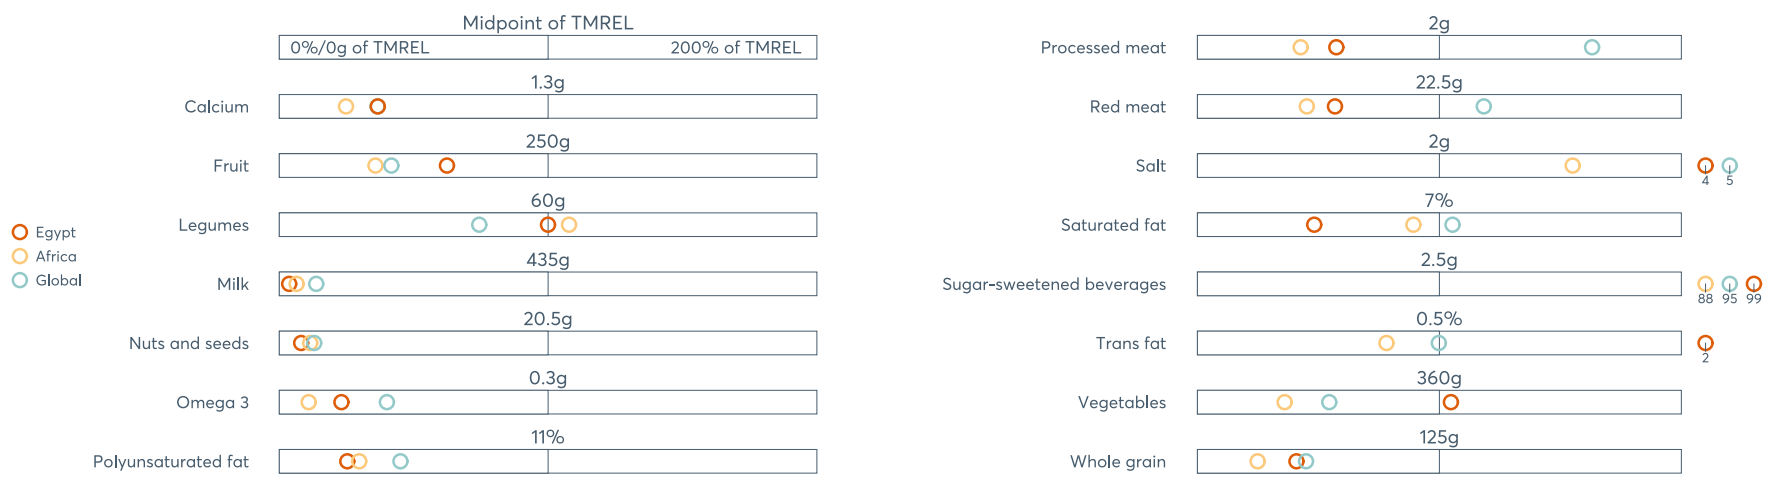 Midpoint of TMREL
0%/0g of TMREL 200% of TMREL
1.3g
Calcium
250g
Fruit
60g
Legumes
435g
Milk
20.5g
Nuts and seeds
0.3g
Omega 3
11%
Polyunsaturated fat
Egypt
Africa
Global
2g
Processed meat
22.5g
Red meat
2g
Salt
4 5
7%
Saturated fat
2.5g
Sugar-sweetened beverages
88 95 99
0.5%
Trans fat
2
360g
Vegetables
125g
Whole grain